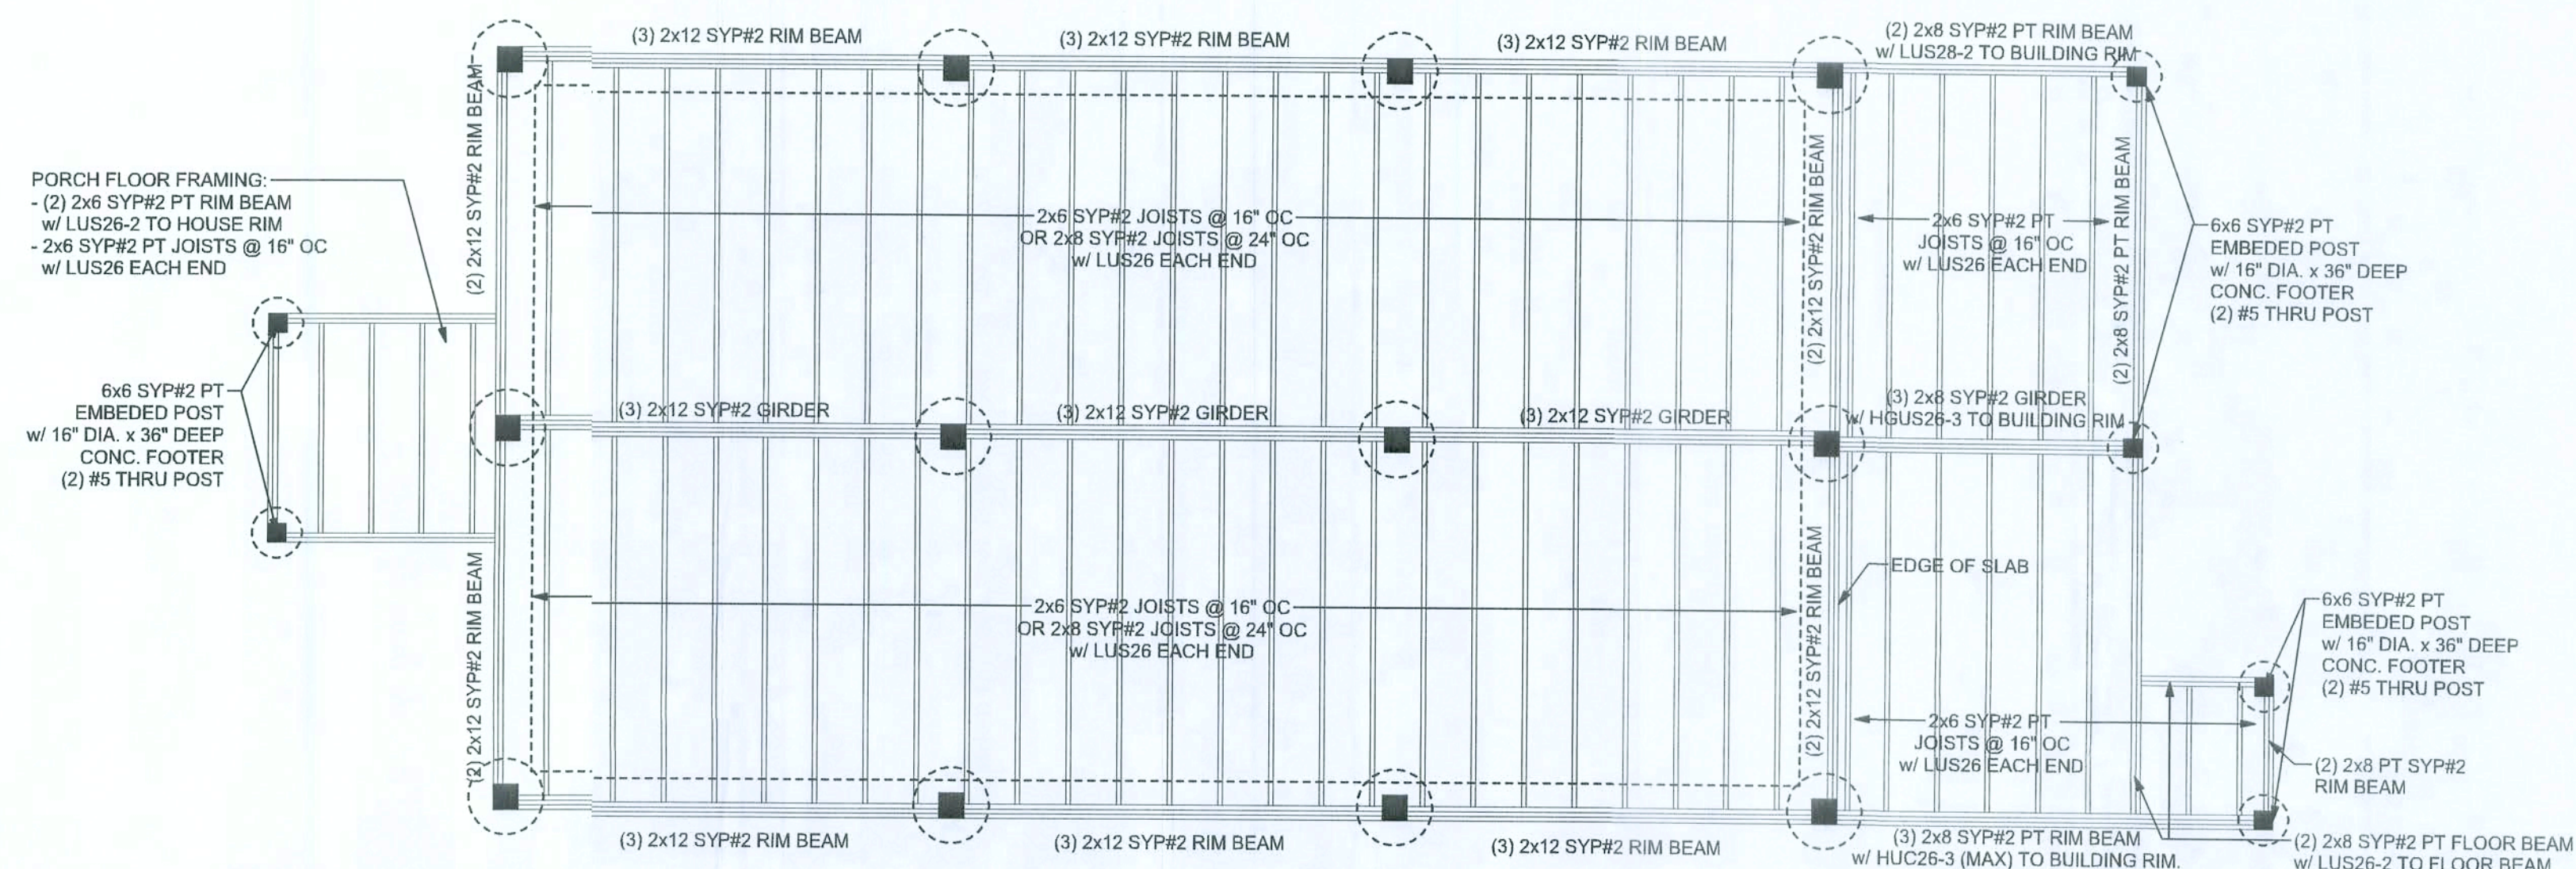 (3) 2x12 SYP#2 RIM BEAM
(3) 2x12 SYP#2 RIM BEAM
(3) 2x12 SYP#2 RIM BEAM
(2) 2x8 SYP#2 PT RIM BEAM
w/ LUS28-2 TO BUILDING RIM
(2) 2x12 SYP#2 RIM BEAM
PORCH FLOOR FRAMING:
- (2) 2x6 SYP#2 PT RIM BEAM
w/ LUS26-2 TO HOUSE RIM
- 2x6 SYP#2 PT JOISTS @ 16" OC
w/ LUS26 EACH END
2x6 SYP#2 JOISTS @ 16" OC
OR 2x8 SYP#2 JOISTS @ 24" OC
w/ LUS26 EACH END
(2) 2x12 SYP#2 RIM BEAM
2x6 SYP#2 PT
JOISTS @ 16" OC
w/ LUS26 EACH END
(2) 2x8 SYP#2 PT RIM BEAM
6x6 SYP#2 PT
EMBEDED POST
w/ 16" DIA. x 36" DEEP
CONC. FOOTER
(2) #5 THRU POST
6x6 SYP#2 PT
EMBEDED POST
w/ 16" DIA. x 36" DEEP
CONC. FOOTER
(2) #5 THRU POST
(3) 2x12 SYP#2 GIRDER
(3) 2x12 SYP#2 GIRDER
(3) 2x12 SYP#2 GIRDER
(3) 2x8 SYP#2 GIRDER
w/ HGUS26-3 TO BUILDING RIM
(2) 2x12 SYP#2 RIM BEAM
2x6 SYP#2 JOISTS @ 16" OC
OR 2x8 SYP#2 JOISTS @ 24" OC
w/ LUS26 EACH END
(2) 2x12 SYP#2 RIM BEAM
EDGE OF SLAB
2x6 SYP#2 PT
JOISTS @ 16" OC
w/ LUS26 EACH END
6x6 SYP#2 PT
EMBEDED POST
w/ 16" DIA. x 36" DEEP
CONC. FOOTER
(2) #5 THRU POST
(2) 2x8 PT SYP#2
RIM BEAM
(3) 2x12 SYP#2 RIM BEAM
(3) 2x12 SYP#2 RIM BEAM
(3) 2x12 SYP#2 RIM BEAM
(3) 2x8 SYP#2 PT RIM BEAM
w/ HUC26-3 (MAX) TO BUILDING RIM.
(2) 2x8 SYP#2 PT FLOOR BEAM
w/ LUS26-2 TO FLOOR BEAM